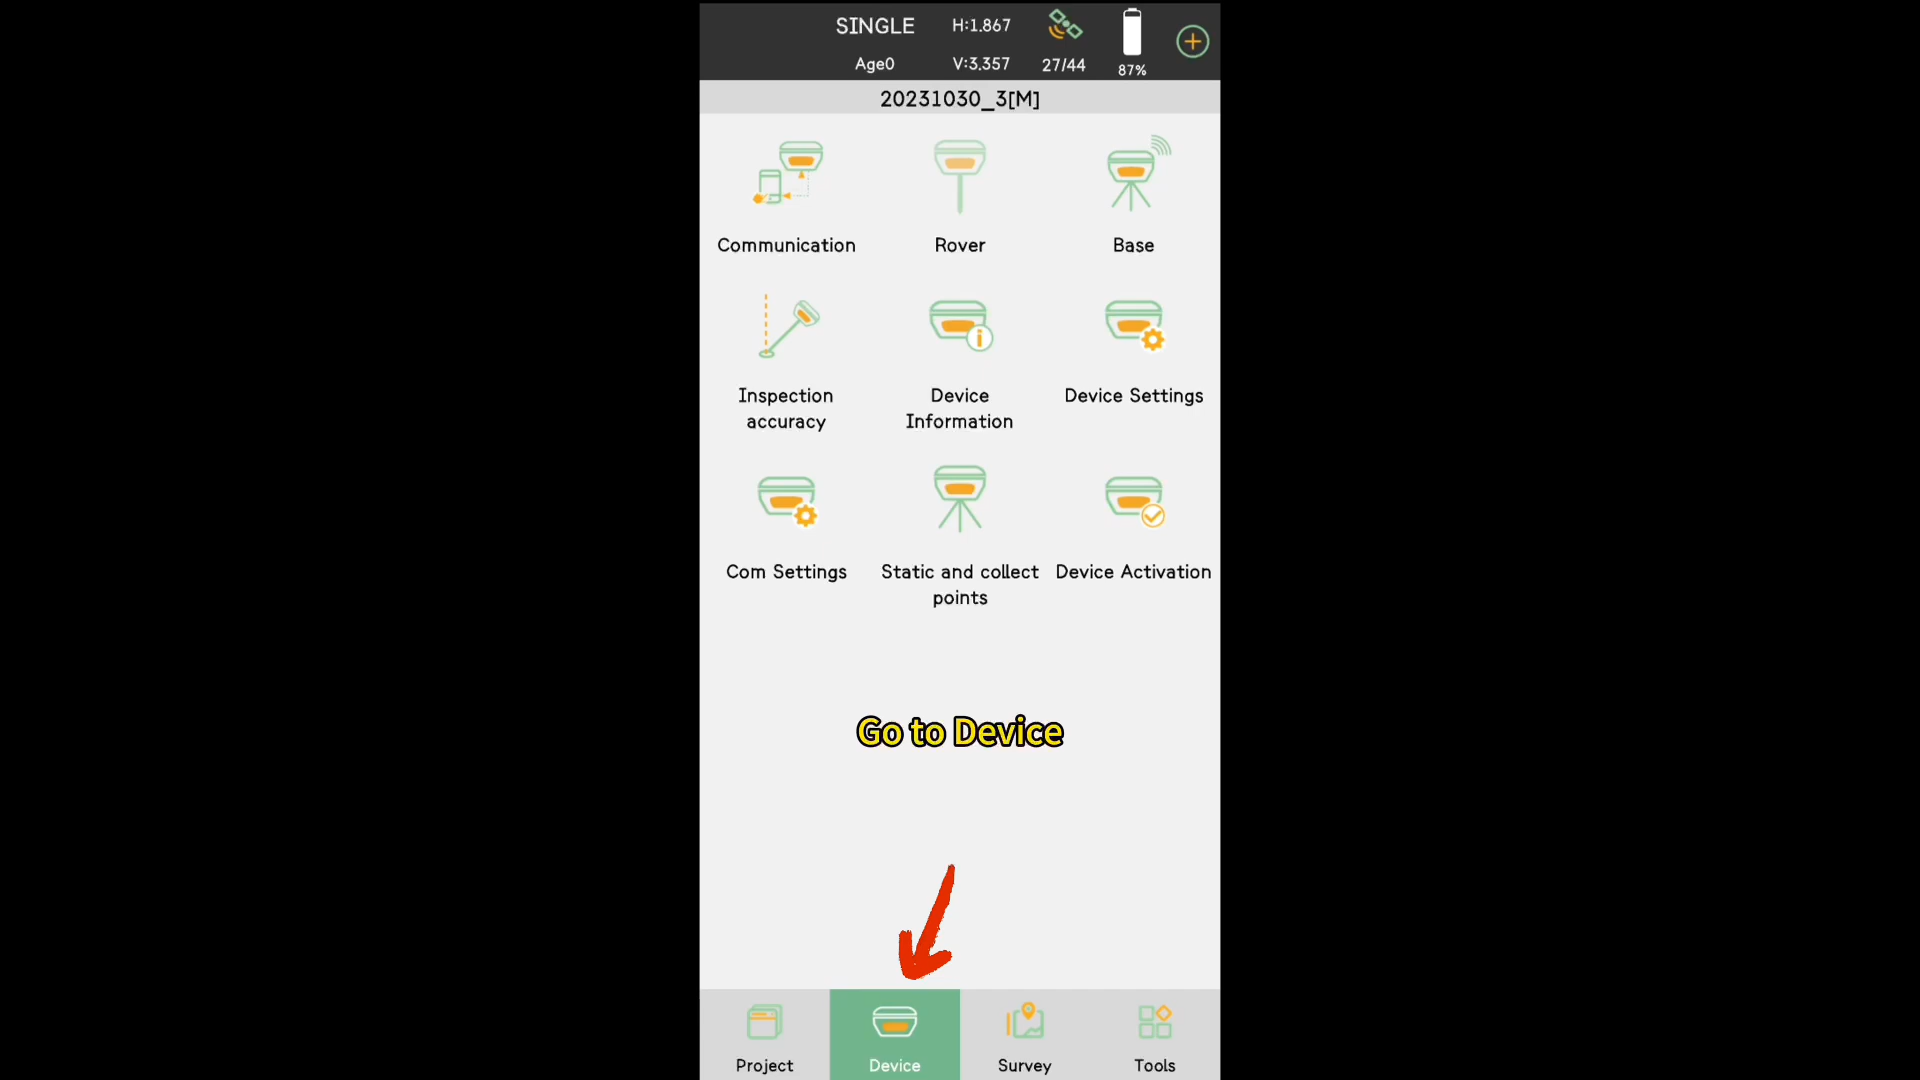 SINGLE H:1.867
Age0 V:3.357 27/44 87%
20231030_3[M]
Communication Rover Base
Inspection accuracy
Device Information
Device Settings
Com Settings
Static and collect points
Device Activation
Go to Device
Project Device Survey Tools